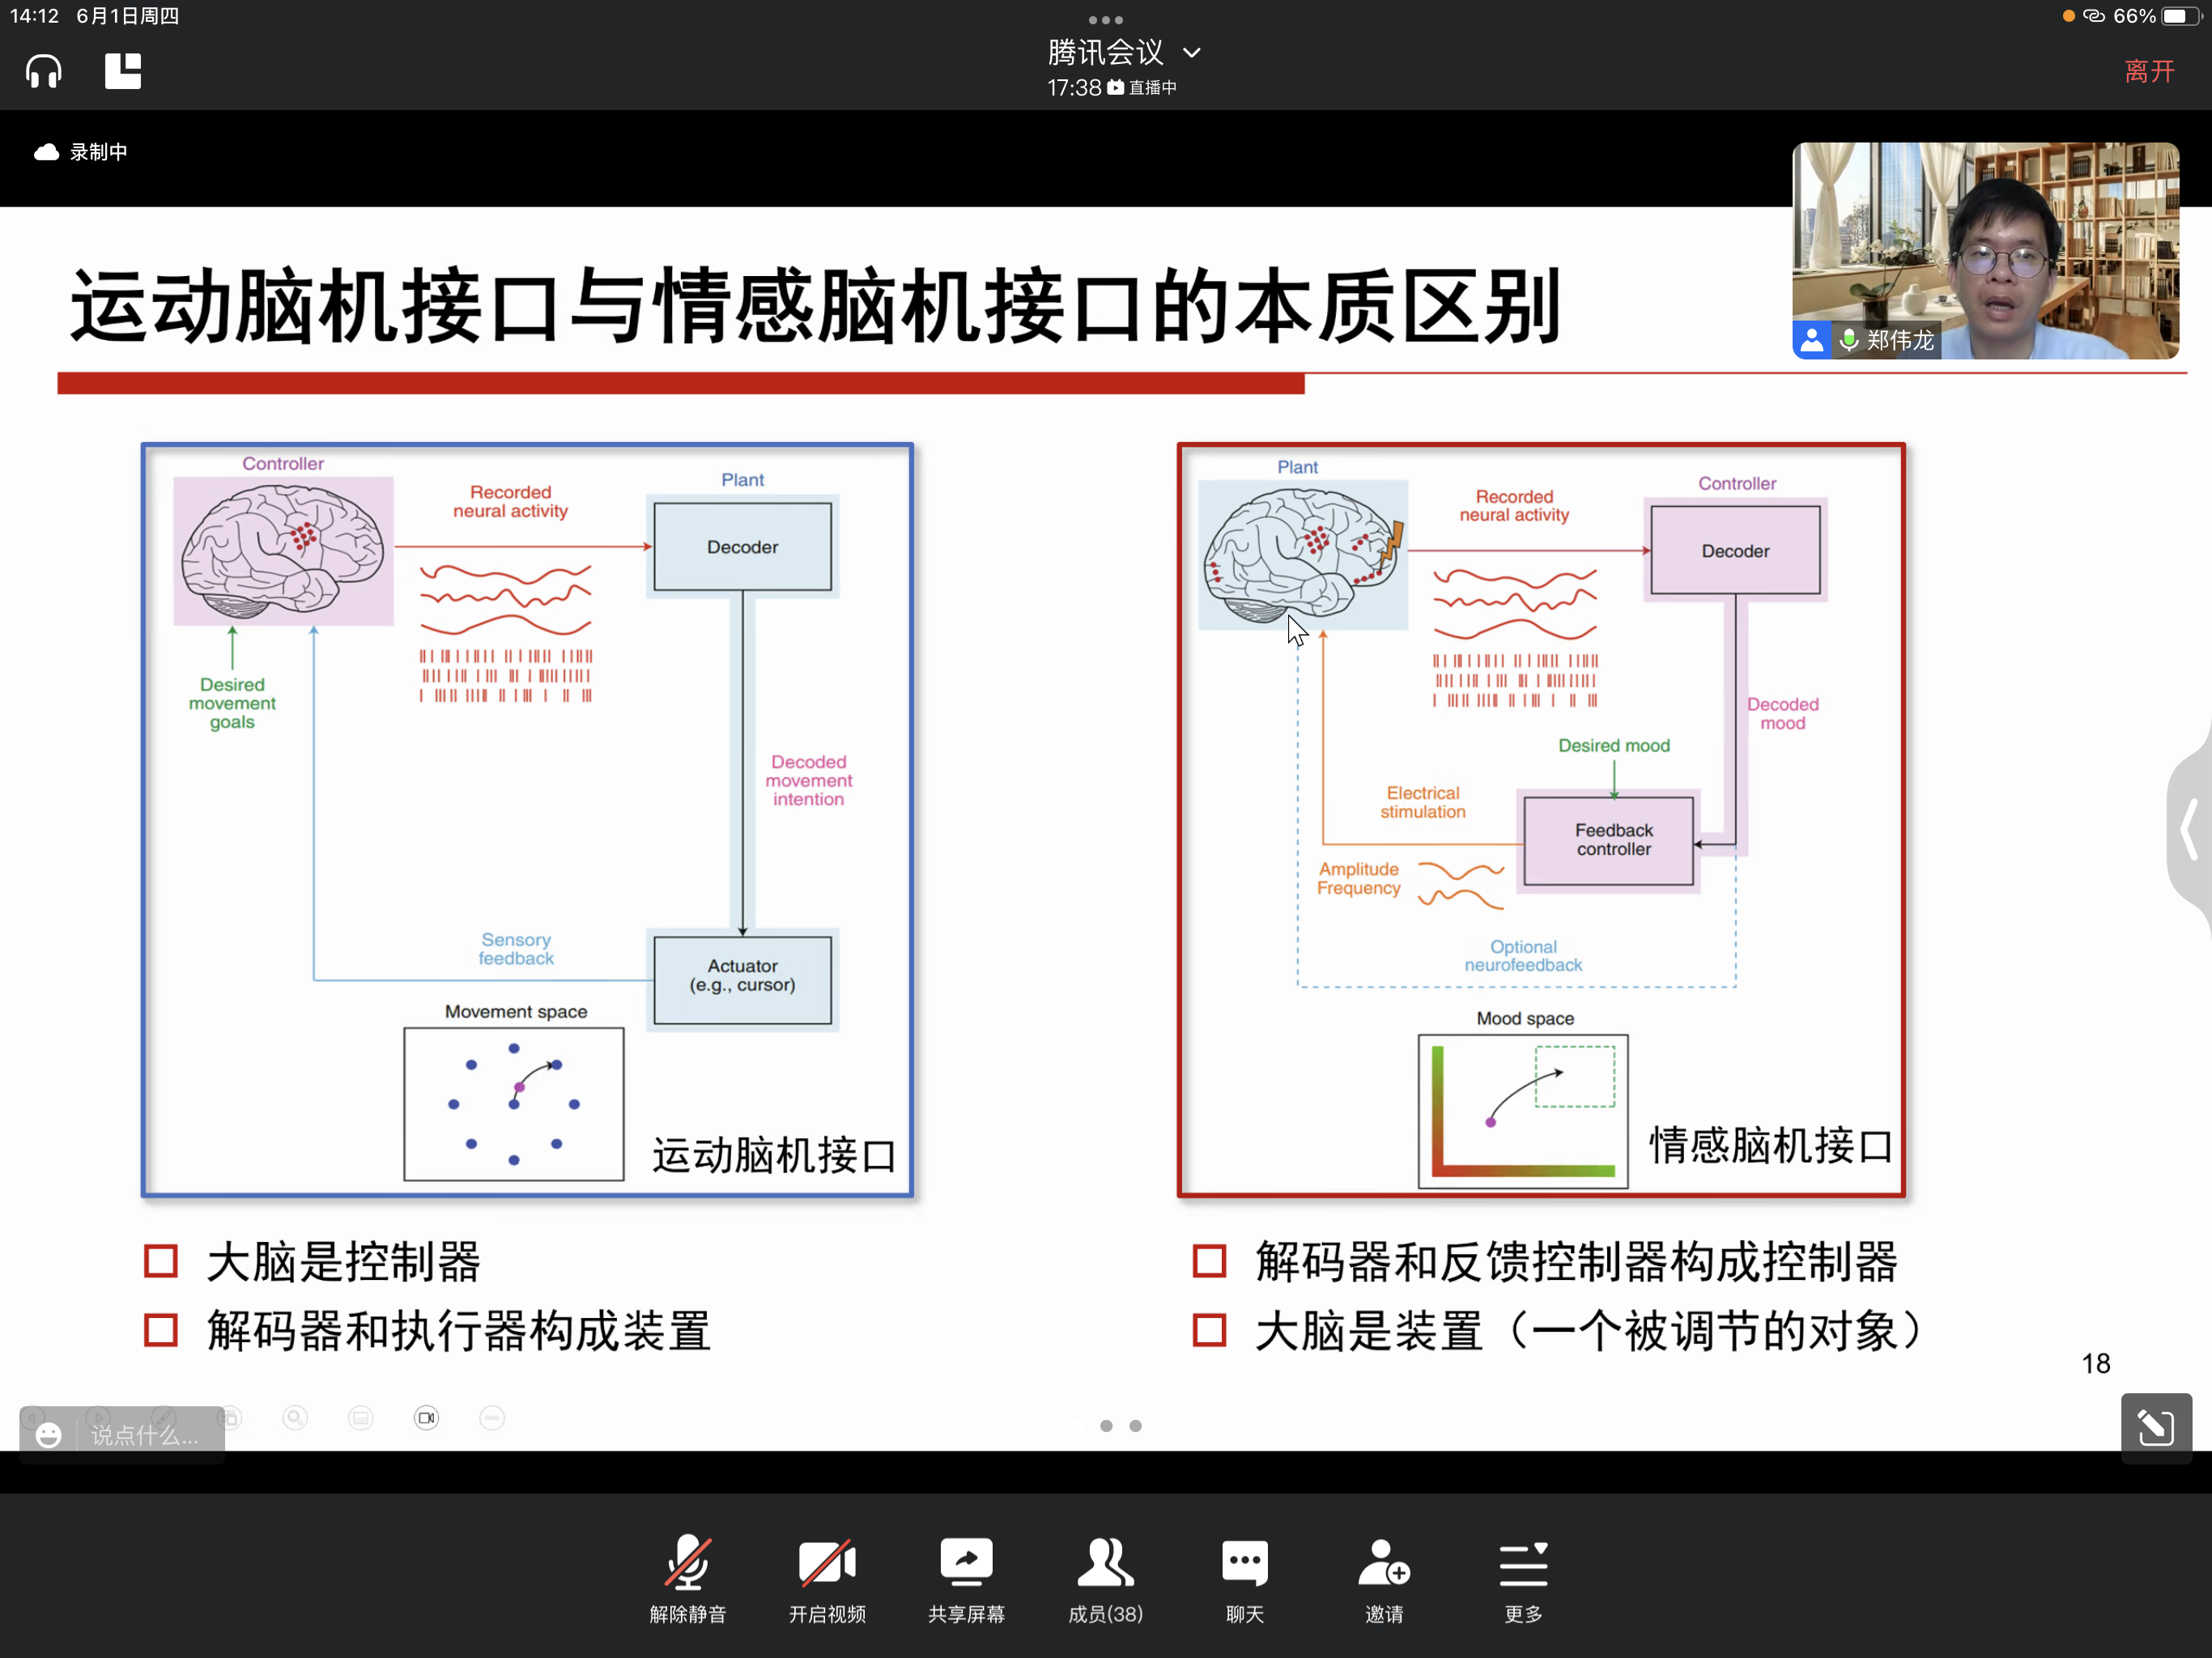 14:12 6月1日周四
66%
腾讯会议
17:38 直播中
离开
录制中
郑伟龙
运动脑机接口与情感脑机接口的本质区别
Controller
Recorded
neural activity
Plant
Decoder
Desired
movement
goals
Decoded
movement
intention
Sensory
feedback
Actuator
(e.g., cursor)
Movement space
运动脑机接口
Plant
Recorded
neural activity
Controller
Decoder
Decoded
mood
Desired mood
Electrical
stimulation
Feedback
controller
Amplitude
Frequency
Optional
neurofeedback
Mood space
情感脑机接口
大脑是控制器
解码器和执行器构成装置
解码器和反馈控制器构成控制器
大脑是装置（一个被调节的对象）
18
说点什么...
解除静音
开启视频
共享屏幕
成员(38)
聊天
邀请
更多